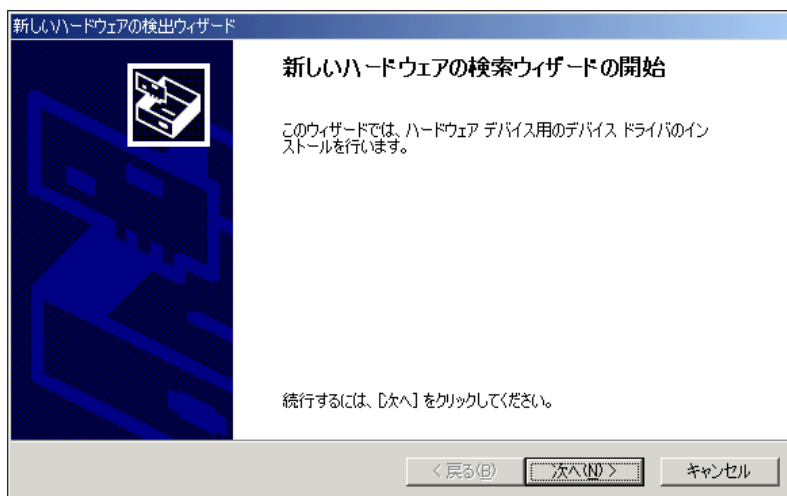 新しいハードウェアの検出ウィザード
新しいハードウェアの検索ウィザードの開始
このウィザードでは、ハードウェア デバイス用のデバイス ドライバのイン
ストールを行います。
続行するには、[次へ] をクリックしてください。
< 戻る(B)
次へ(N) >
キャンセル